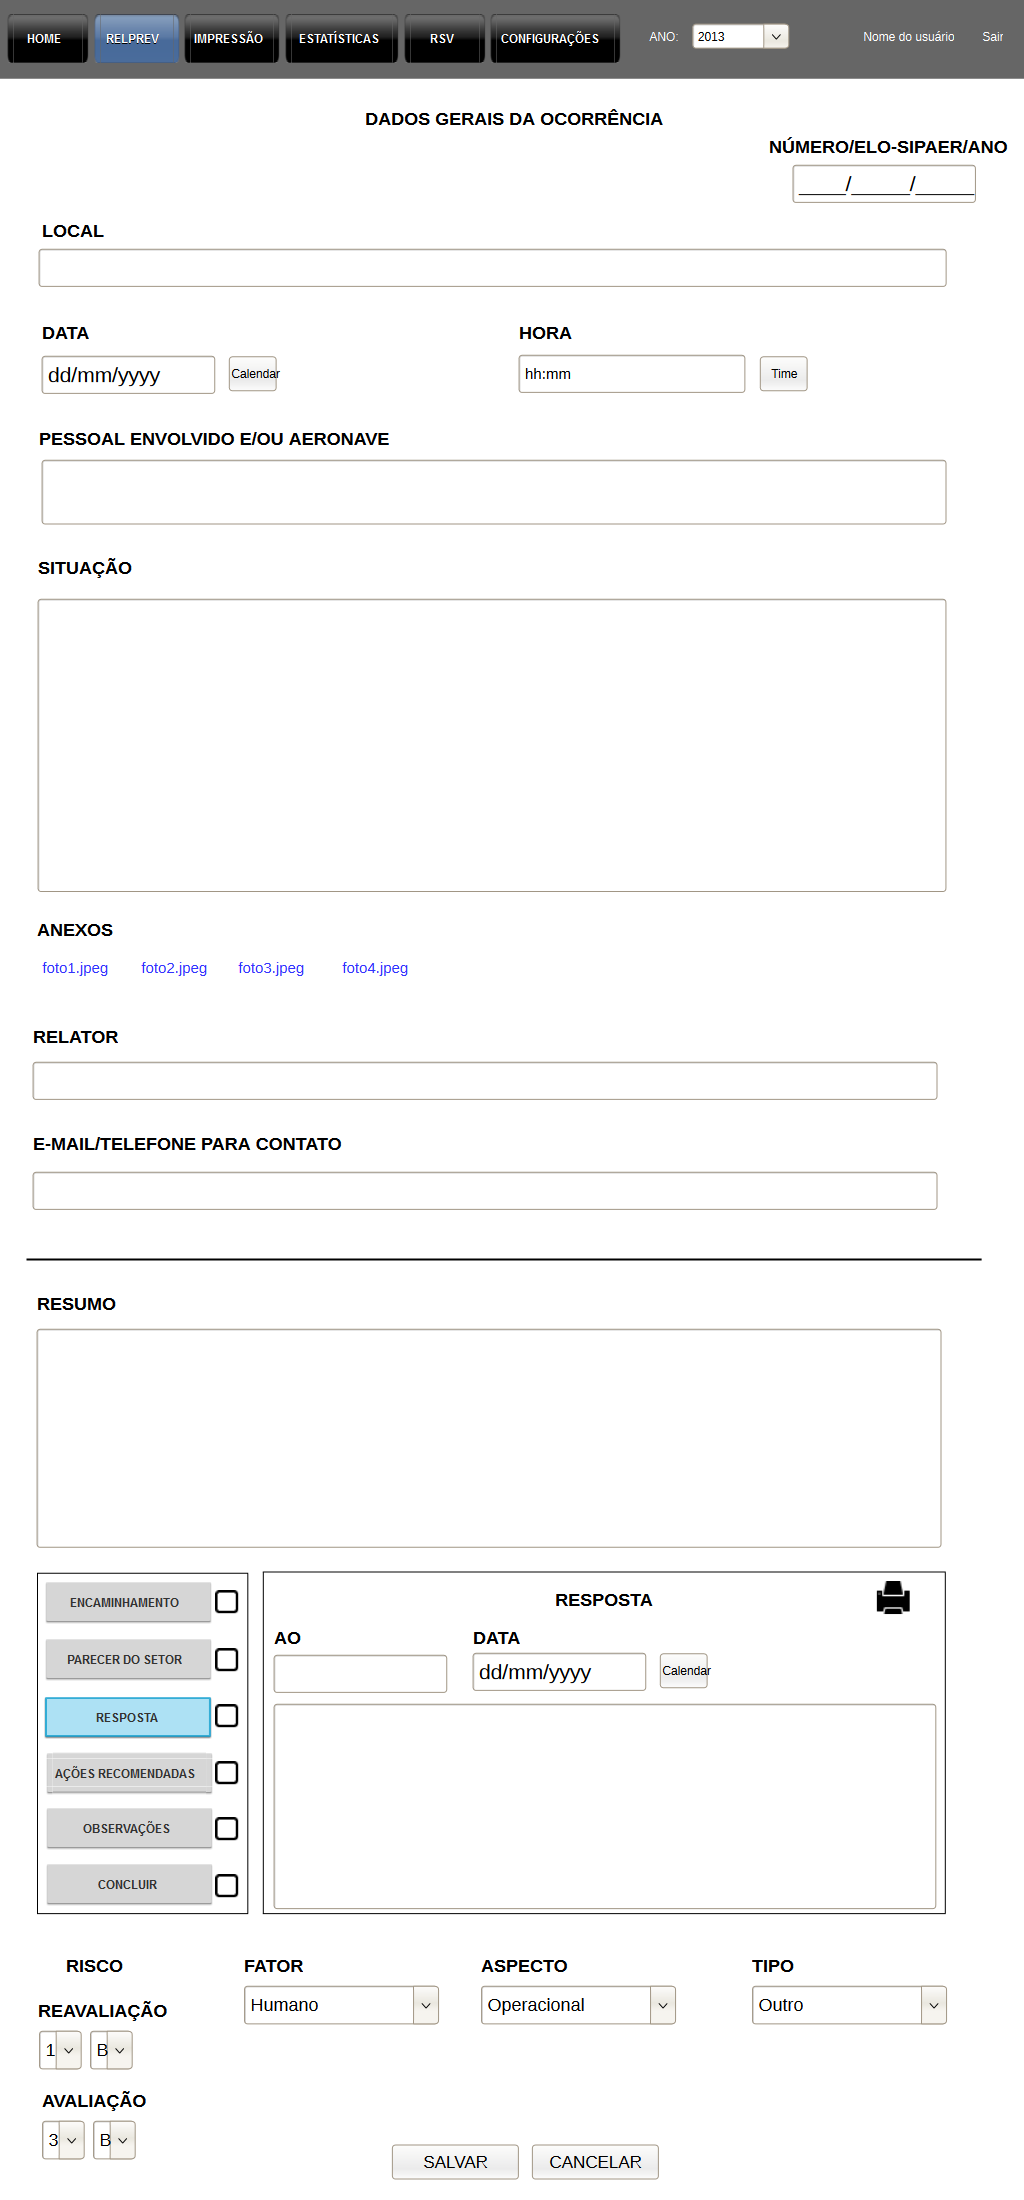 HOME RELPREV IMPRESSÃO ESTATÍSTICAS RSV CONFIGURAÇÕES ANO: 2013 Nome do usuário Sair
DADOS GERAIS DA OCORRÊNCIA
NÚMERO/ELO-SIPAER/ANO
____/_____/_____
LOCAL
DATA HORA
dd/mm/yyyy Calendar hh:mm Time
PESSOAL ENVOLVIDO E/OU AERONAVE
SITUAÇÃO
ANEXOS
foto1.jpeg foto2.jpeg foto3.jpeg foto4.jpeg
RELATOR
E-MAIL/TELEFONE PARA CONTATO
RESUMO
ENCAMINHAMENTO
PARECER DO SETOR
RESPOSTA
AÇÕES RECOMENDADAS
OBSERVAÇÕES
CONCLUIR
RESPOSTA
AO DATA
dd/mm/yyyy Calendar
RISCO FATOR ASPECTO TIPO
Humano Operacional Outro
REAVALIAÇÃO
1 B
AVALIAÇÃO
3 B
SALVAR CANCELAR